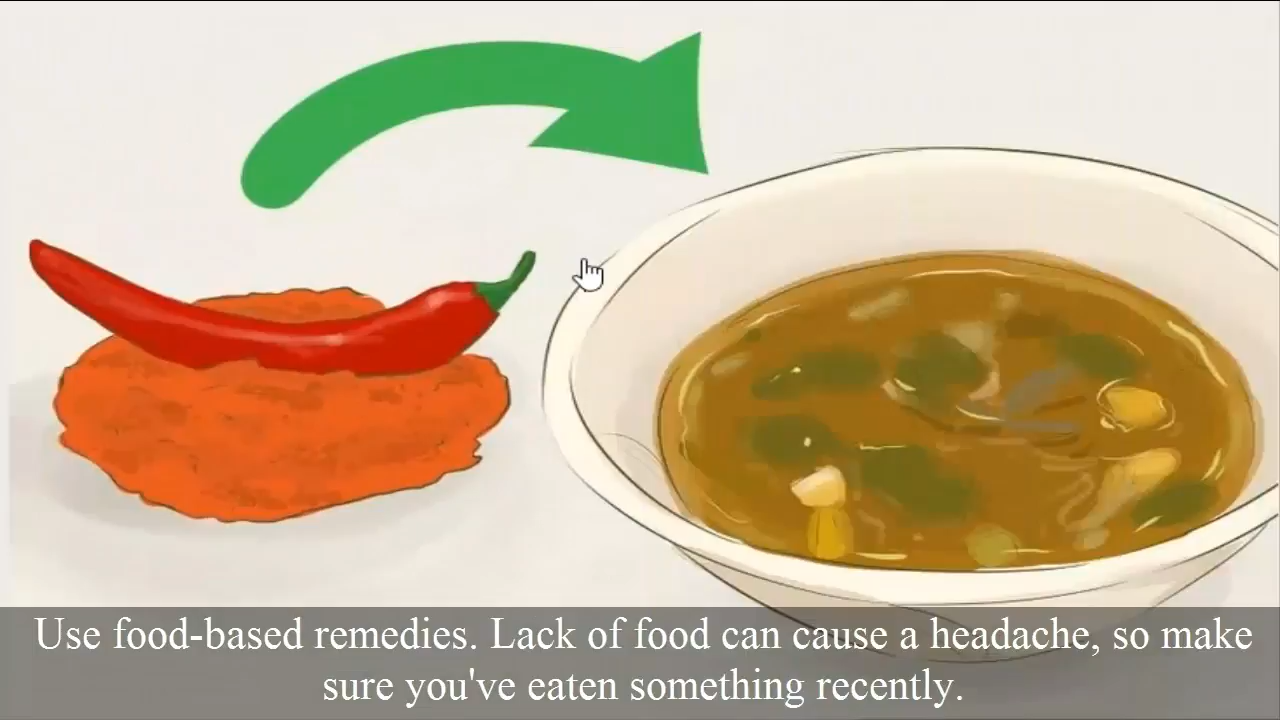 Use food-based remedies. Lack of food can cause a headache, so make
sure you've eaten something recently.